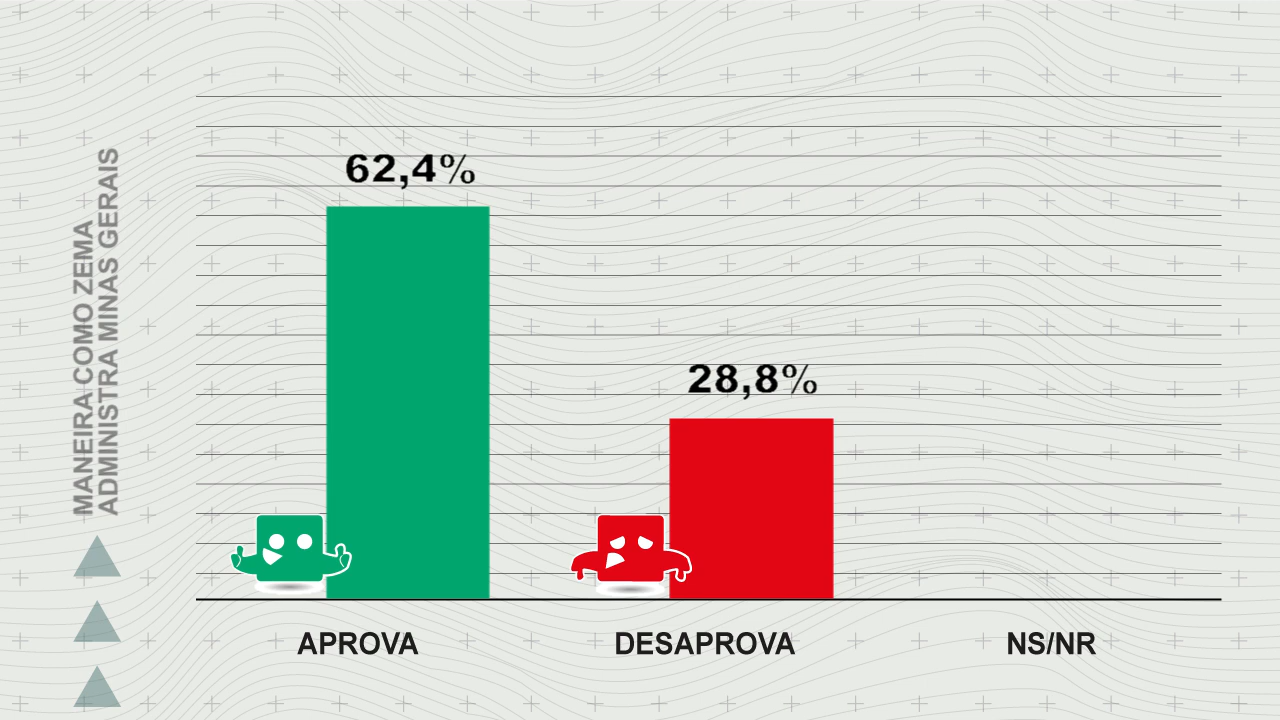 MANEIRA COMO ZEMA
ADMINISTRA MINAS GERAIS
62,4%
28,8%
APROVA
DESAPROVA
NS/NR